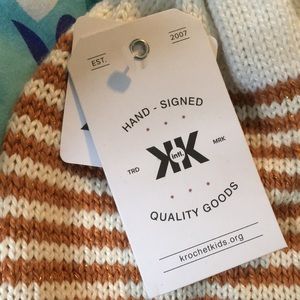 EST. 2007
HAND - SIGNED
KK
intl.
TRD MRK
QUALITY GOODS
krochetkids.org